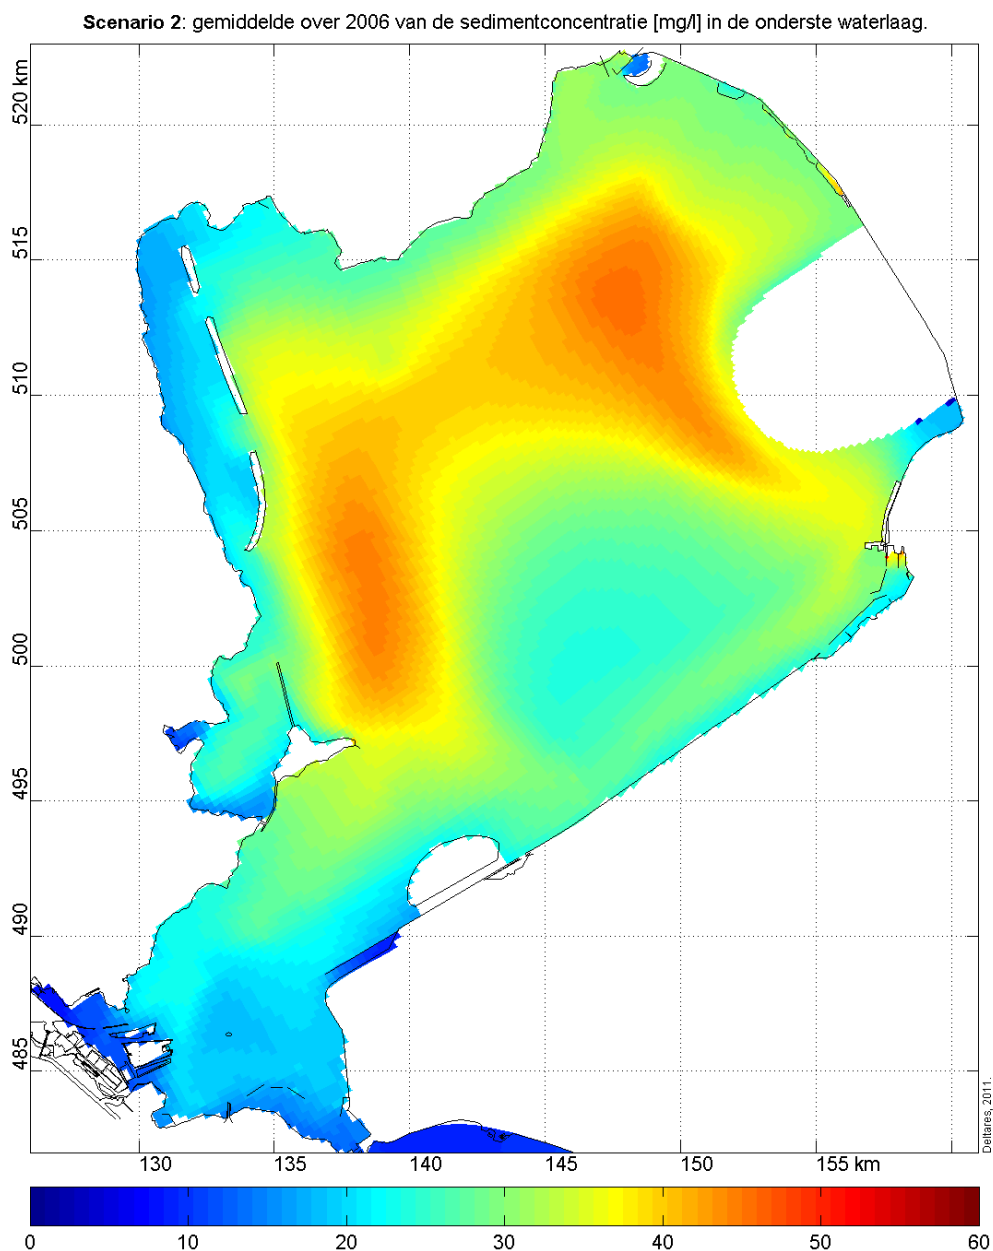 Scenario 2: gemiddelde over 2006 van de sedimentconcentratie [mg/l] in de onderste waterlaag.
520 km
515
510
505
500
495
490
485
130 135 140 145 150 155 km
Deltares, 2011.
0 10 20 30 40 50 60